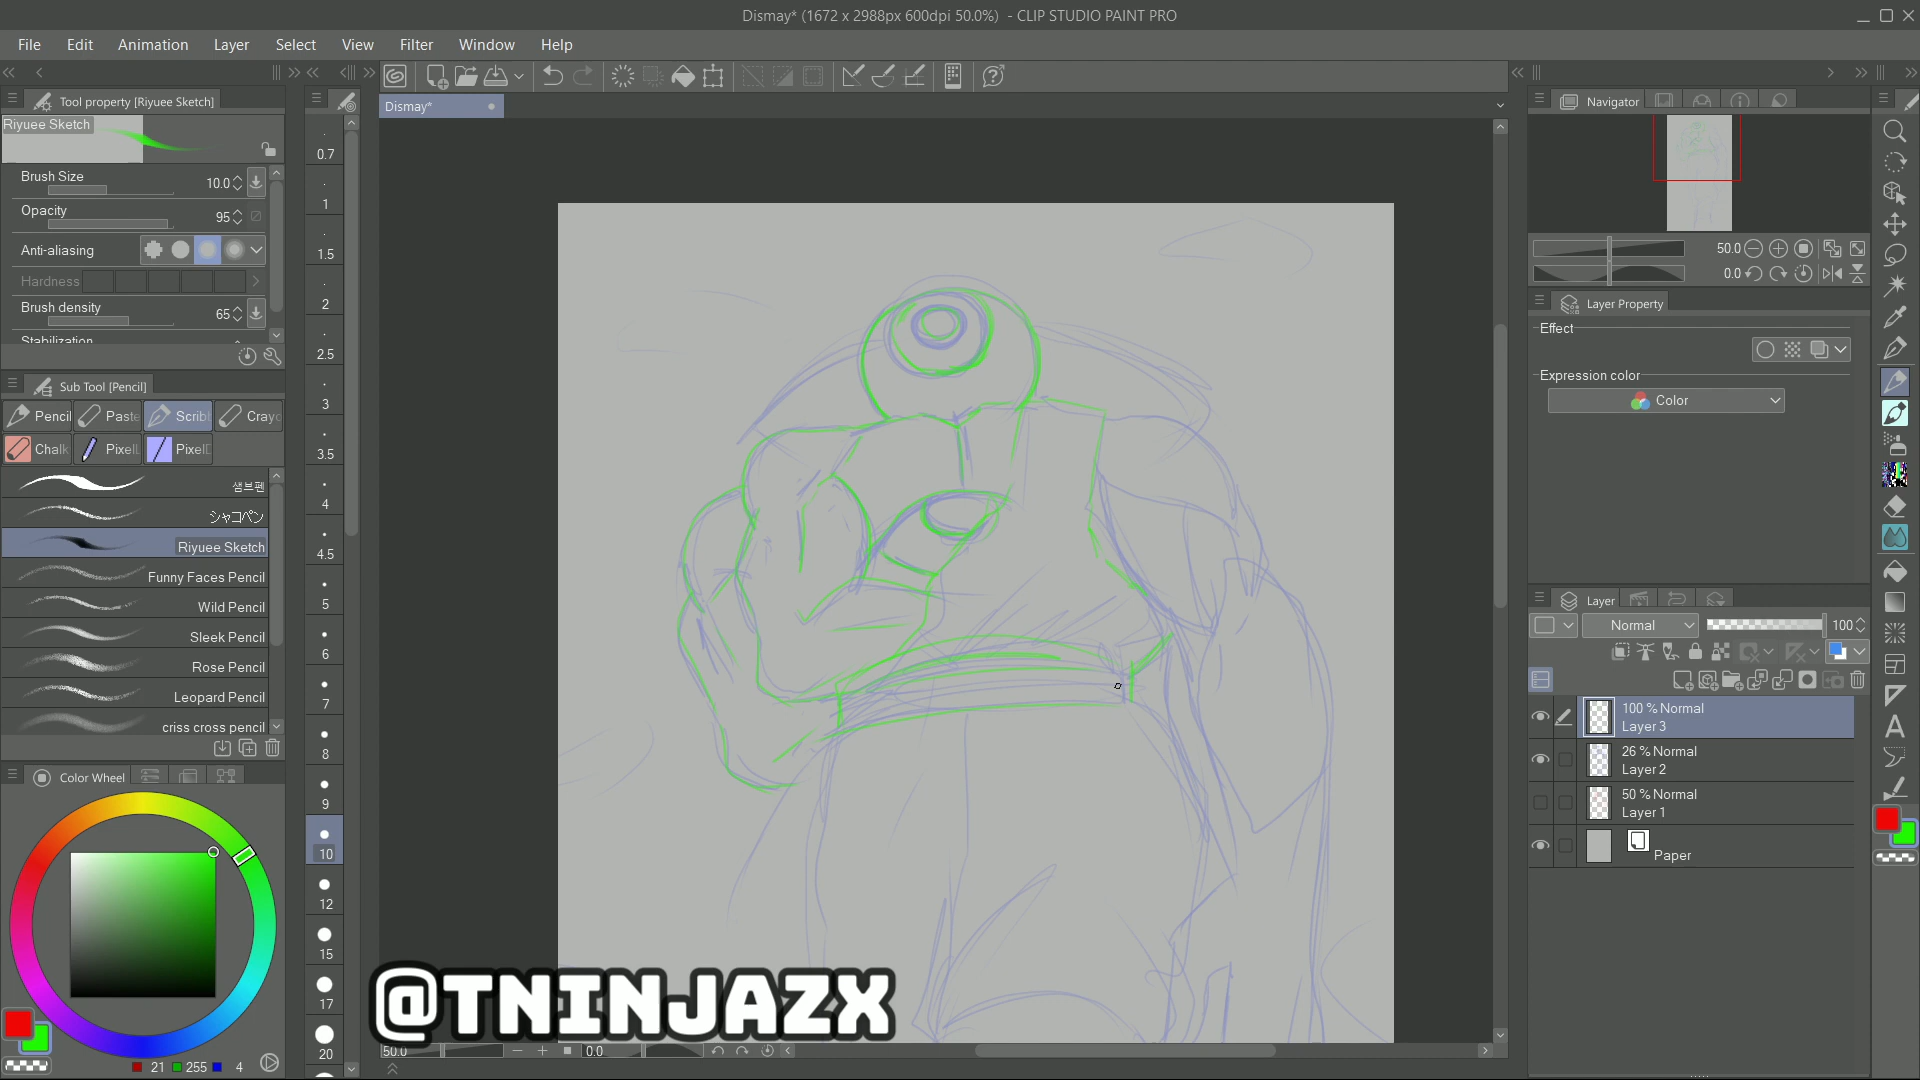 Dismay* (1672 x 2988px 600dpi 50.0%) - CLIP STUDIO PAINT PRO
File Edit Animation Layer Select View Filter Window Help
Tool property [Riyuee Sketch]
Riyuee Sketch
Brush Size 10.0
Opacity 95
Anti-aliasing
Hardness
Brush density 65
Stabilization
Sub Tool [Pencil]
Pencil Paste Scrib Crayo
Chalk Pixell Pixel
샘브펜
シャコペン
Riyuee Sketch
Funny Faces Pencil
Wild Pencil
Sleek Pencil
Rose Pencil
Leopard Pencil
criss cross pencil
Color Wheel
21 255 4
0.7
1
1.5
2
2.5
3
3.5
4
4.5
5
6
7
8
9
10
12
15
17
20
Dismay*
@TNINJAZX
50.0 0.0
Navigator
50.0
0.0
Layer Property
Effect
Expression color
Color
Layer
Normal 100
100 % Normal
Layer 3
26 % Normal
Layer 2
50 % Normal
Layer 1
Paper